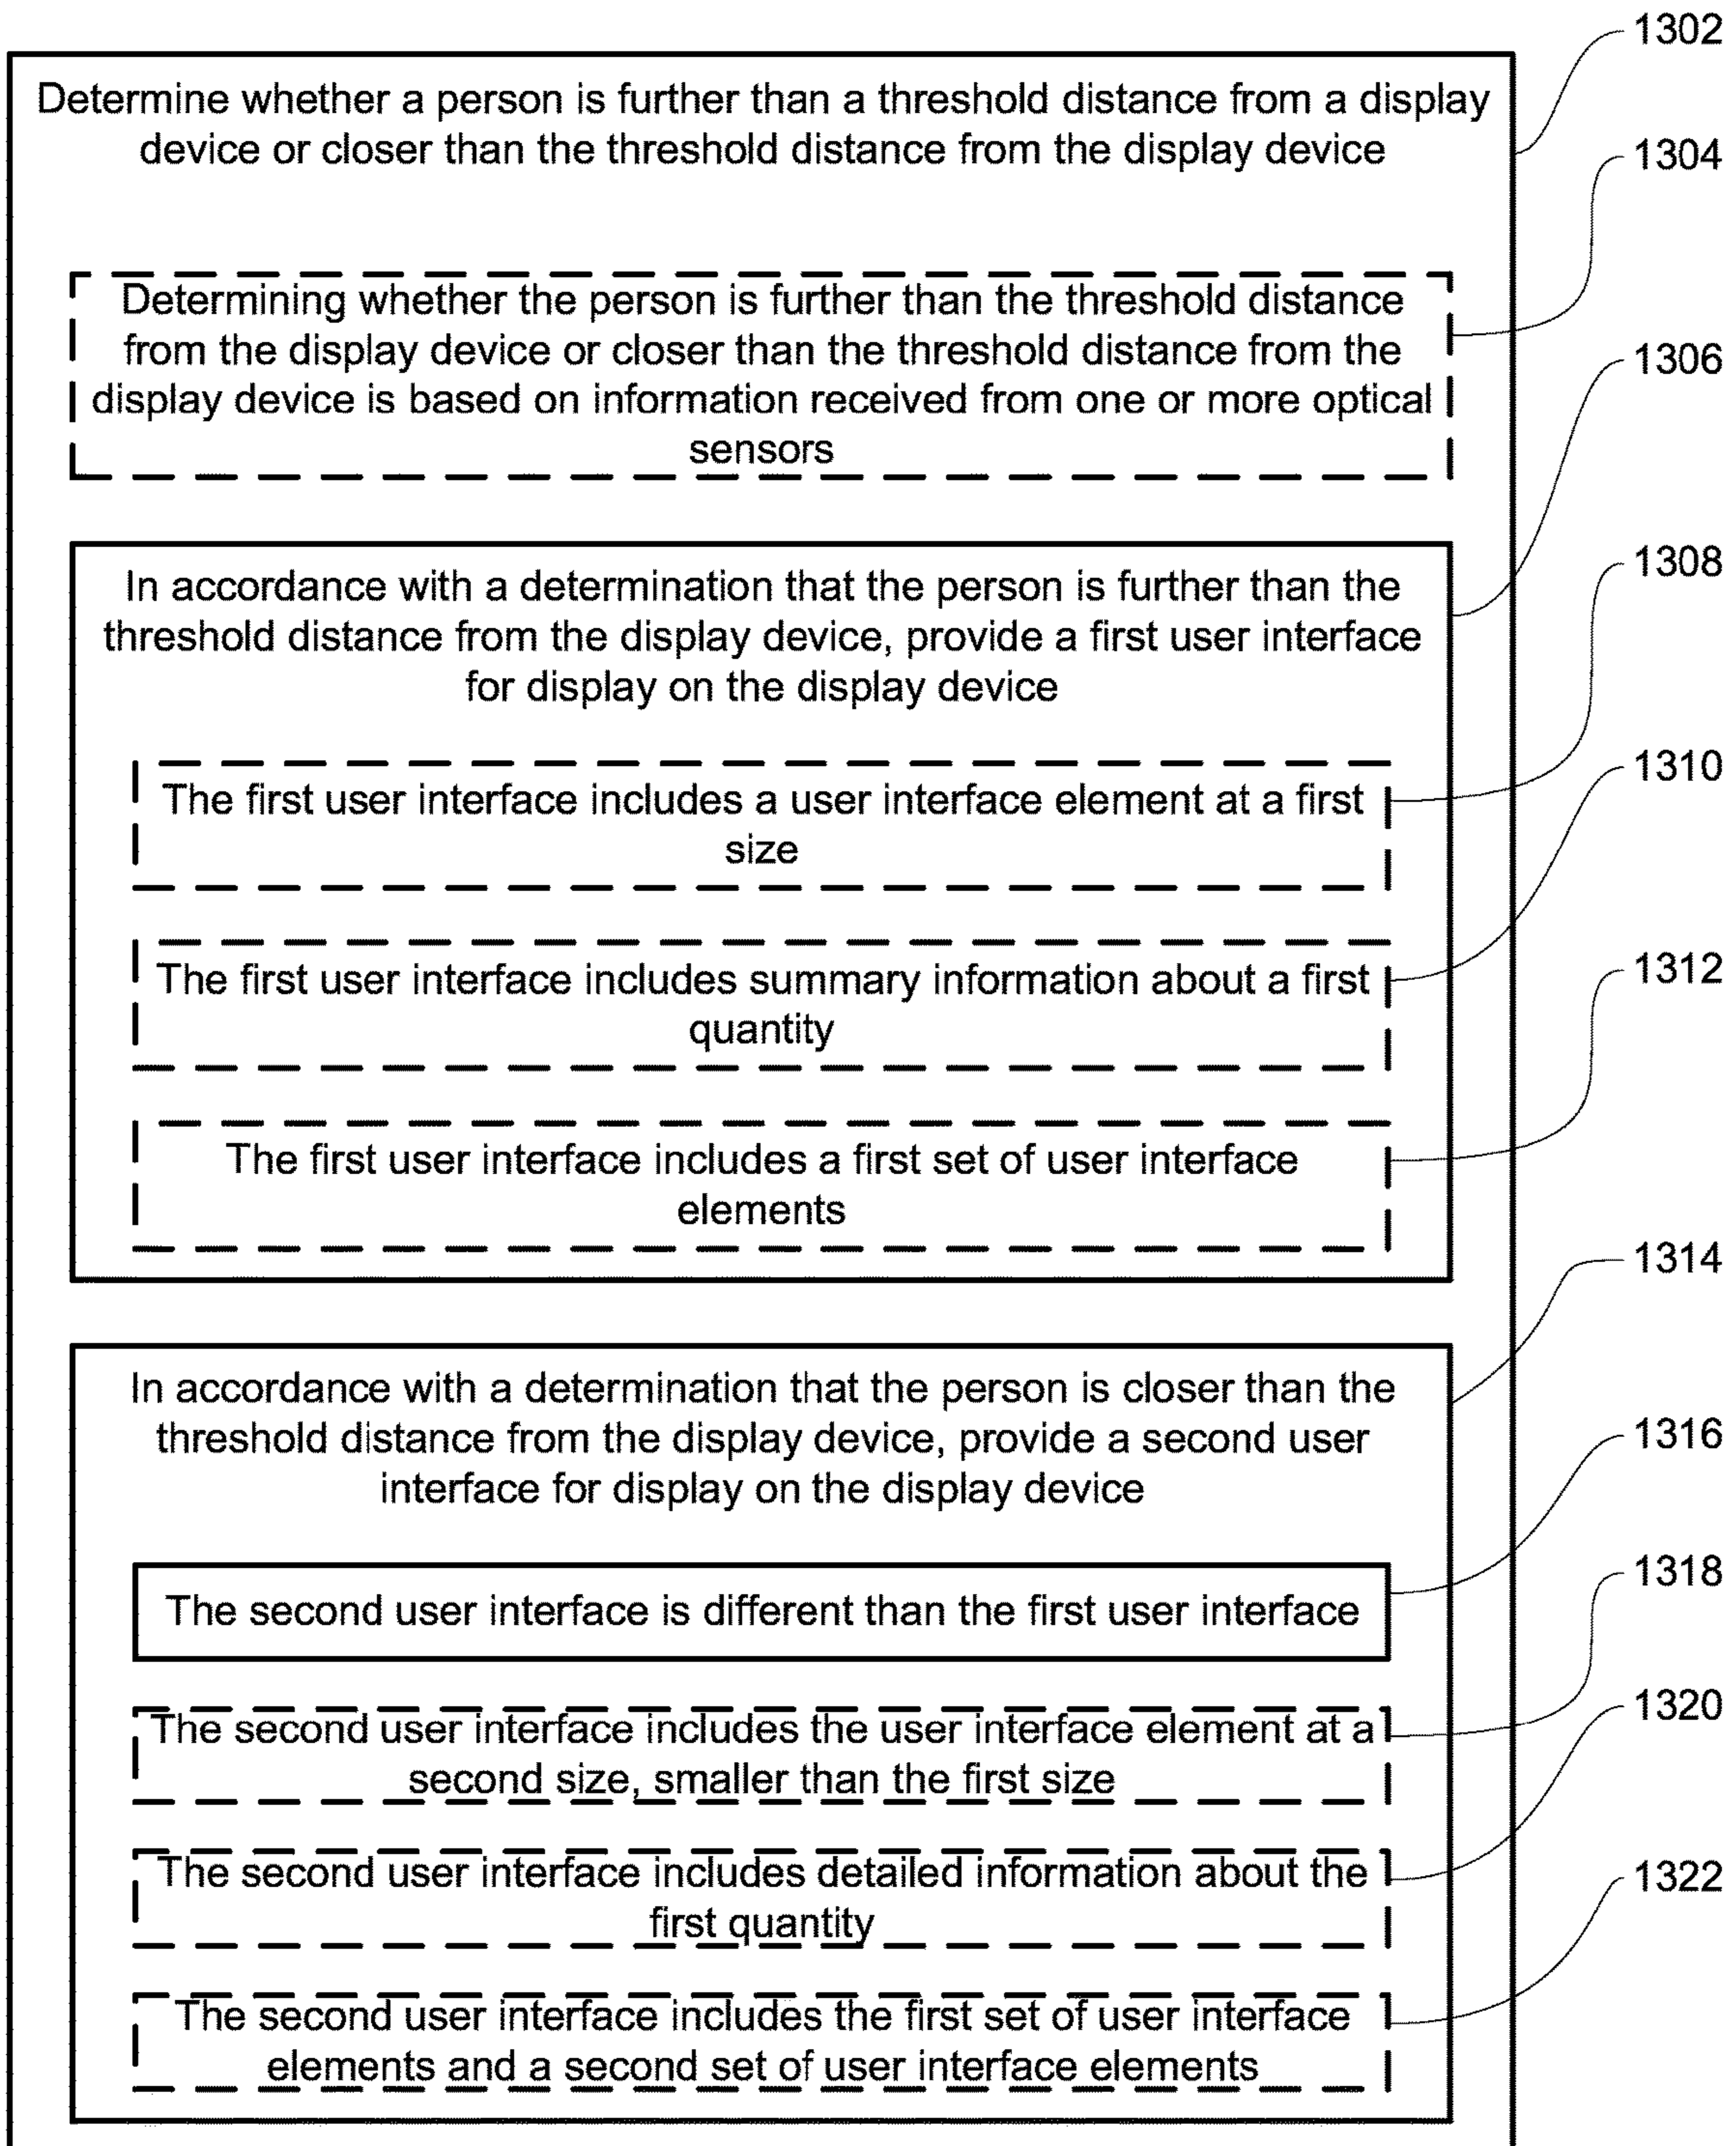 1302
Determine whether a person is further than a threshold distance from a display
device or closer than the threshold distance from the display device
1304
Determining whether the person is further than the threshold distance
from the display device or closer than the threshold distance from the
display device is based on information received from one or more optical
sensors
1306
In accordance with a determination that the person is further than the
threshold distance from the display device, provide a first user interface
for display on the display device
1308
The first user interface includes a user interface element at a first
size
1310
The first user interface includes summary information about a first
quantity
1312
The first user interface includes a first set of user interface
elements
1314
In accordance with a determination that the person is closer than the
threshold distance from the display device, provide a second user
interface for display on the display device
1316
The second user interface is different than the first user interface
1318
The second user interface includes the user interface element at a
second size, smaller than the first size
1320
The second user interface includes detailed information about the
first quantity
1322
The second user interface includes the first set of user interface
elements and a second set of user interface elements